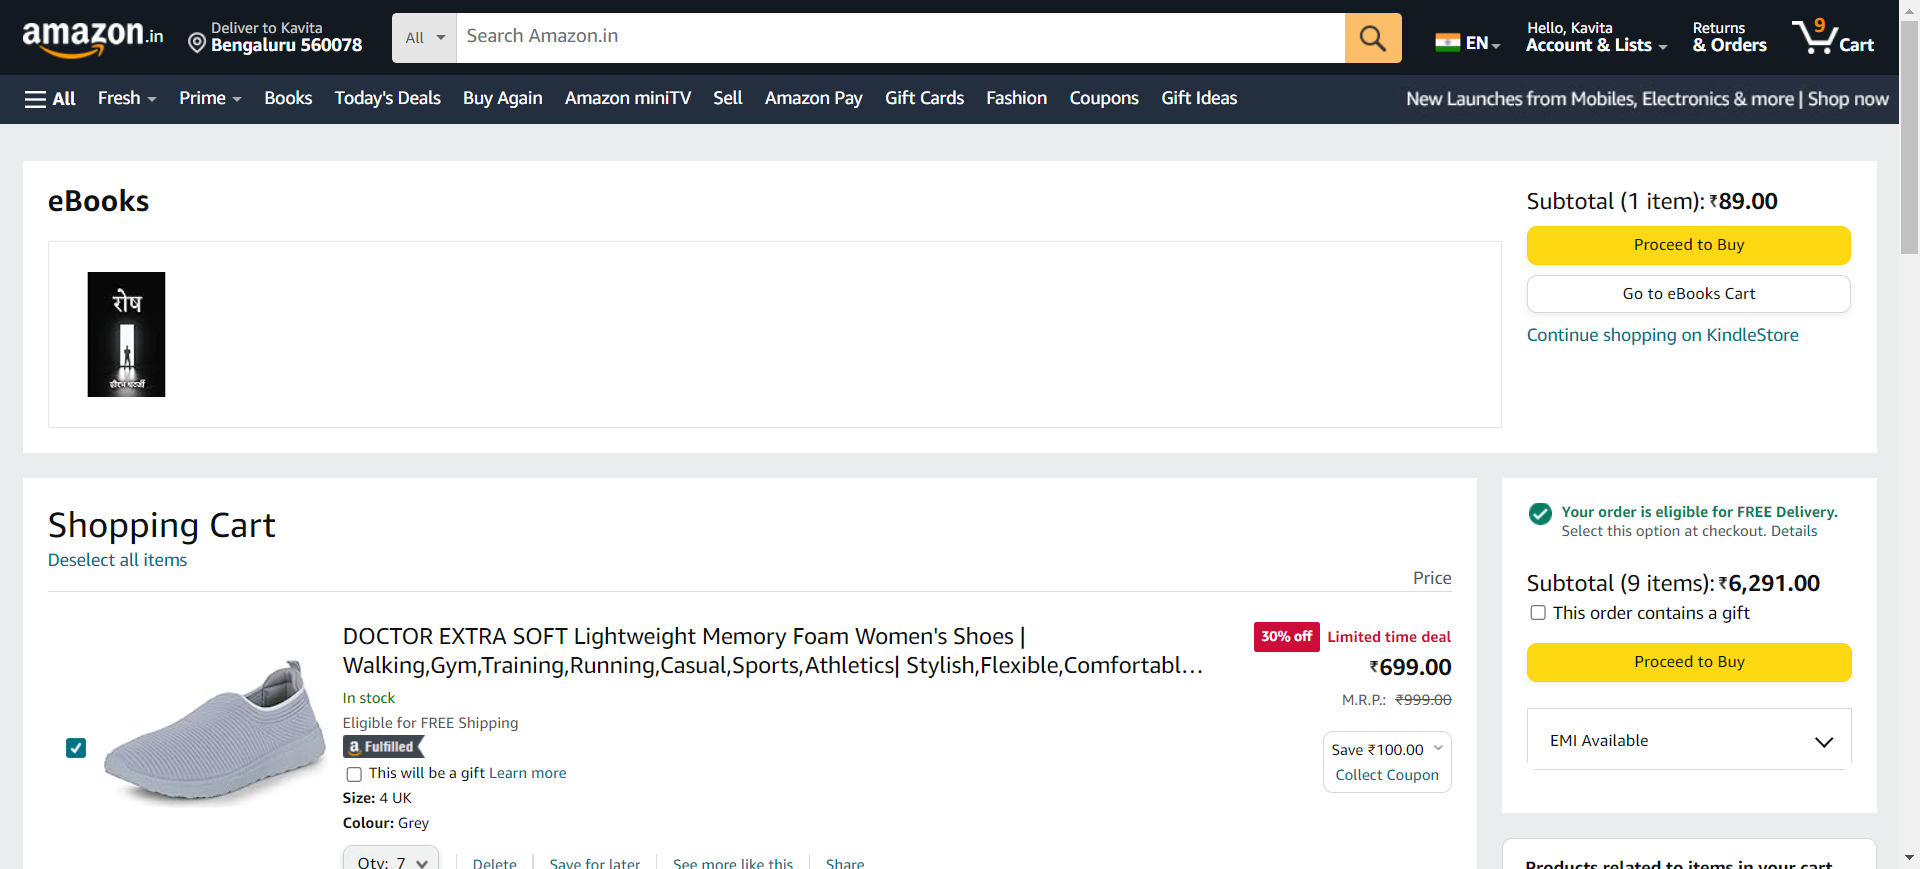 amazon.in
Deliver to Kavita
Bengaluru 560078
All
Search Amazon.in
EN
Hello, Kavita
Account & Lists
Returns
& Orders
9
Cart
All
Fresh
Prime
Books
Today's Deals
Buy Again
Amazon miniTV
Sell
Amazon Pay
Gift Cards
Fashion
Coupons
Gift Ideas
New Launches from Mobiles, Electronics & more | Shop now
eBooks
रोष
Subtotal (1 item): ₹89.00
Proceed to Buy
Go to eBooks Cart
Continue shopping on KindleStore
Shopping Cart
Deselect all items
Price
DOCTOR EXTRA SOFT Lightweight Memory Foam Women's Shoes |
Walking,Gym,Training,Running,Casual,Sports,Athletics| Stylish,Flexible,Comfortabl...
In stock
Eligible for FREE Shipping
a Fulfilled
This will be a gift Learn more
Size: 4 UK
Colour: Grey
Qty: 7
Delete
Save for later
See more like this
Share
30% off
Limited time deal
₹699.00
M.R.P.: ₹999.00
Save ₹100.00
Collect Coupon
Your order is eligible for FREE Delivery.
Select this option at checkout. Details
Subtotal (9 items): ₹6,291.00
This order contains a gift
Proceed to Buy
EMI Available
Products related to items in your cart